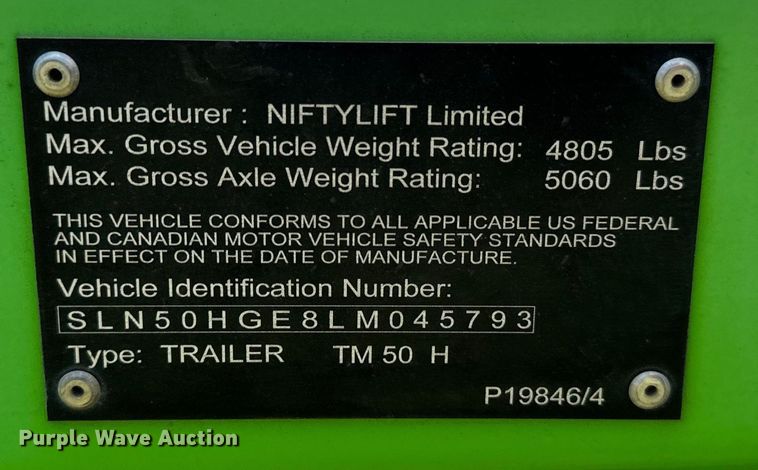 Manufacturer : NIFTYLIFT Limited
Max. Gross Vehicle Weight Rating: 4805 Lbs
Max. Gross Axle Weight Rating: 5060 Lbs
THIS VEHICLE CONFORMS TO ALL APPLICABLE US FEDERAL
AND CANADIAN MOTOR VEHICLE SAFETY STANDARDS
IN EFFECT ON THE DATE OF MANUFACTURE.
Vehicle Identification Number:
SLN50HGE8LM045793
Type: TRAILER TM 50 H
P19846/4
Purple Wave Auction